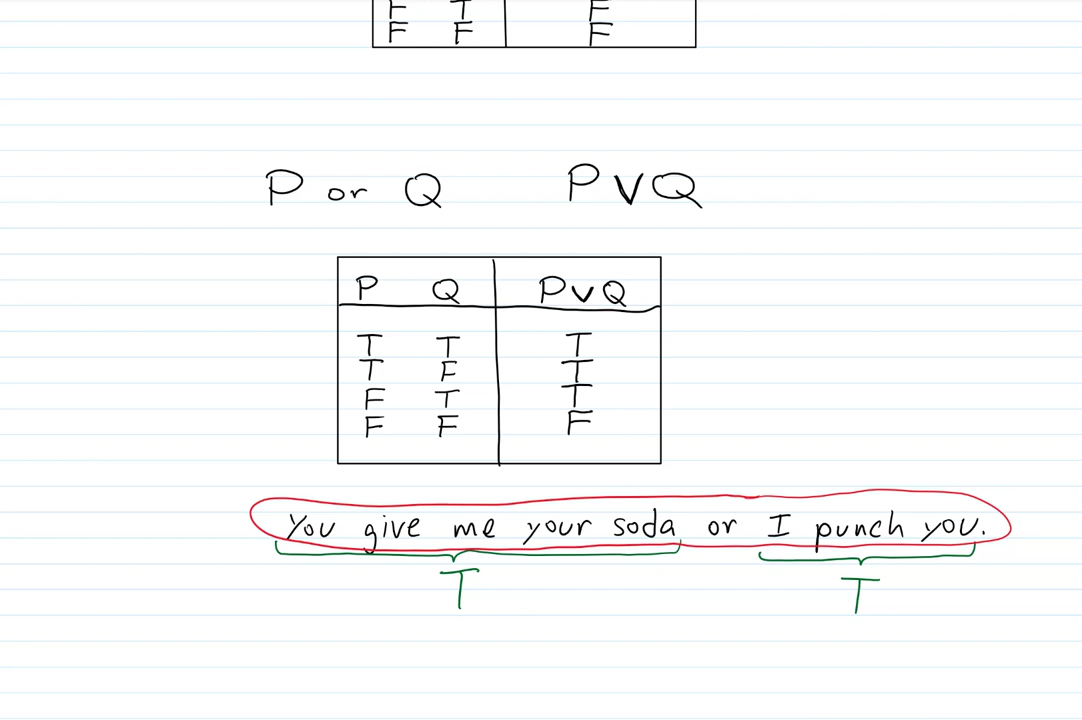 F T F
F F F
P or Q P∨Q
P Q P∨Q
T T T
T F T
F T T
F F F
You give me your soda or I punch you.
T T